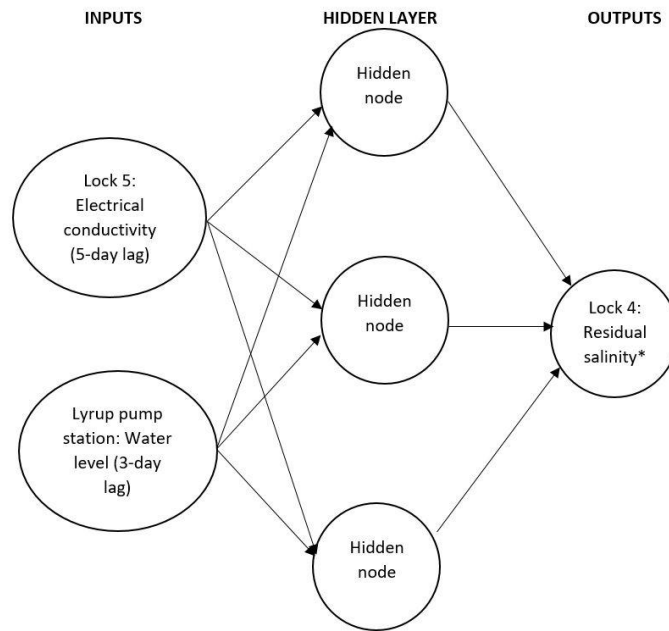 INPUTS
HIDDEN LAYER
OUTPUTS
Hidden
node
Lock 5:
Electrical
conductivity
(5-day lag)
Hidden
node
Lock 4:
Residual
salinity*
Lyrup pump
station: Water
level (3-day
lag)
Hidden
node